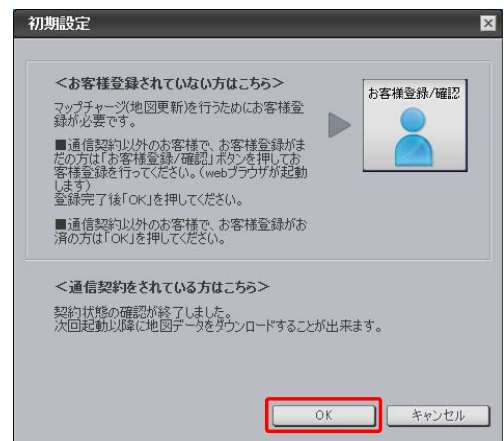 初期設定
＜お客様登録されていない方はこちら＞
マップチャージ(地図更新)を行うためにお客様登
録が必要です。
■通信契約以外のお客様で、お客様登録がま
だの方は「お客様登録/確認」ボタンを押してお
客様登録を行ってください。(webブラウザが起動
します)
登録完了後「OK」を押してください。
■通信契約以外のお客様で、お客様登録がお
済の方は「OK」を押してください。
お客様登録/確認
＜通信契約をされている方はこちら＞
契約状態の確認が終了しました。
次回起動以降に地図データをダウンロードすることが出来ます。
OK
キャンセル